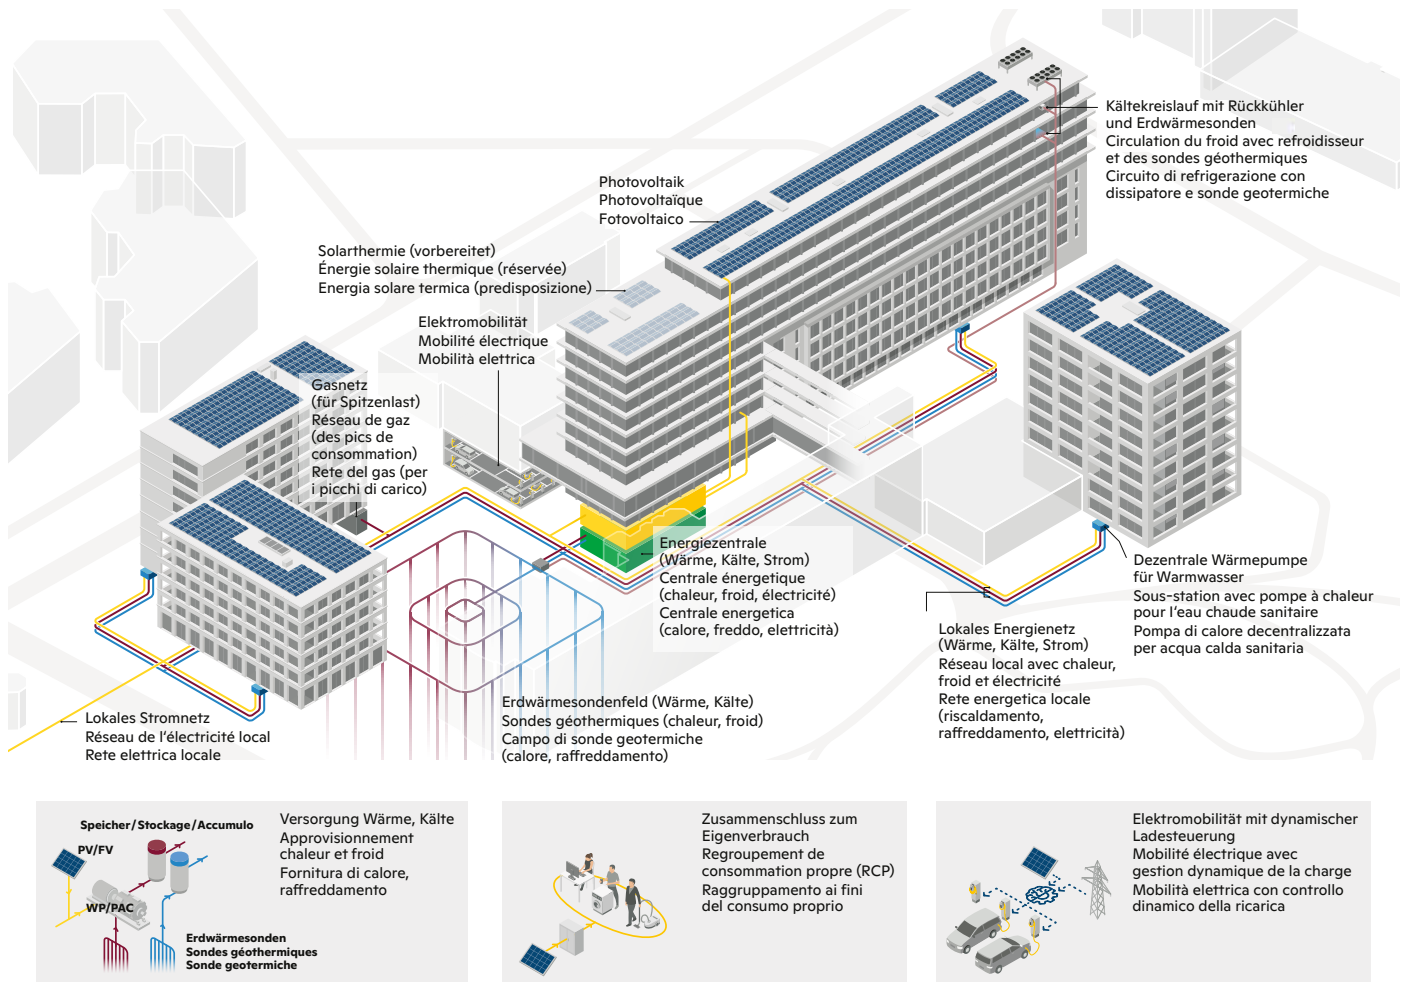 Kältekreislauf mit Rückkühler
und Erdwärmesonden
Circulation du froid avec refroidisseur
et des sondes géothermiques
Circuito di refrigerazione con
dissipatore e sonde geotermiche
Photovoltaik
Photovoltaïque
Fotovoltaico
Solarthermie (vorbereitet)
Énergie solaire thermique (réservée)
Energia solare termica (predisposizione)
Elektromobilität
Mobilité électrique
Mobilità elettrica
Gasnetz
(für Spitzenlast)
Réseau de gaz
(des pics de
consommation)
Rete del gas (per
i picchi di carico)
Energiezentrale
(Wärme, Kälte, Strom)
Centrale énergetique
(chaleur, froid, électricité)
Centrale energetica
(calore, freddo, elettricità)
Dezentrale Wärmepumpe
für Warmwasser
Sous-station avec pompe à chaleur
pour l'eau chaude sanitaire
Pompa di calore decentralizzata
per acqua calda sanitaria
Lokales Energienetz
(Wärme, Kälte, Strom)
Réseau local avec chaleur,
froid et électricité
Rete energetica locale
(riscaldamento,
raffreddamento, elettricità)
Erdwärmesondenfeld (Wärme, Kälte)
Sondes géothermiques (chaleur, froid)
Campo di sonde geotermiche
(calore, raffreddamento)
Lokales Stromnetz
Réseau de l'électricité local
Rete elettrica locale
Speicher/Stockage/Accumulo
PV/FV
WP/PAC
Erdwärmesonden
Sondes géothermiques
Sonde geotermiche
Versorgung Wärme, Kälte
Approvisionnement
chaleur et froid
Fornitura di calore,
raffreddamento
Zusammenschluss zum
Eigenverbrauch
Regroupement de
consommation propre (RCP)
Raggruppamento ai fini
del consumo proprio
Elektromobilität mit dynamischer
Ladesteuerung
Mobilité électrique avec
gestion dynamique de la charge
Mobilità elettrica con controllo
dinamico della ricarica